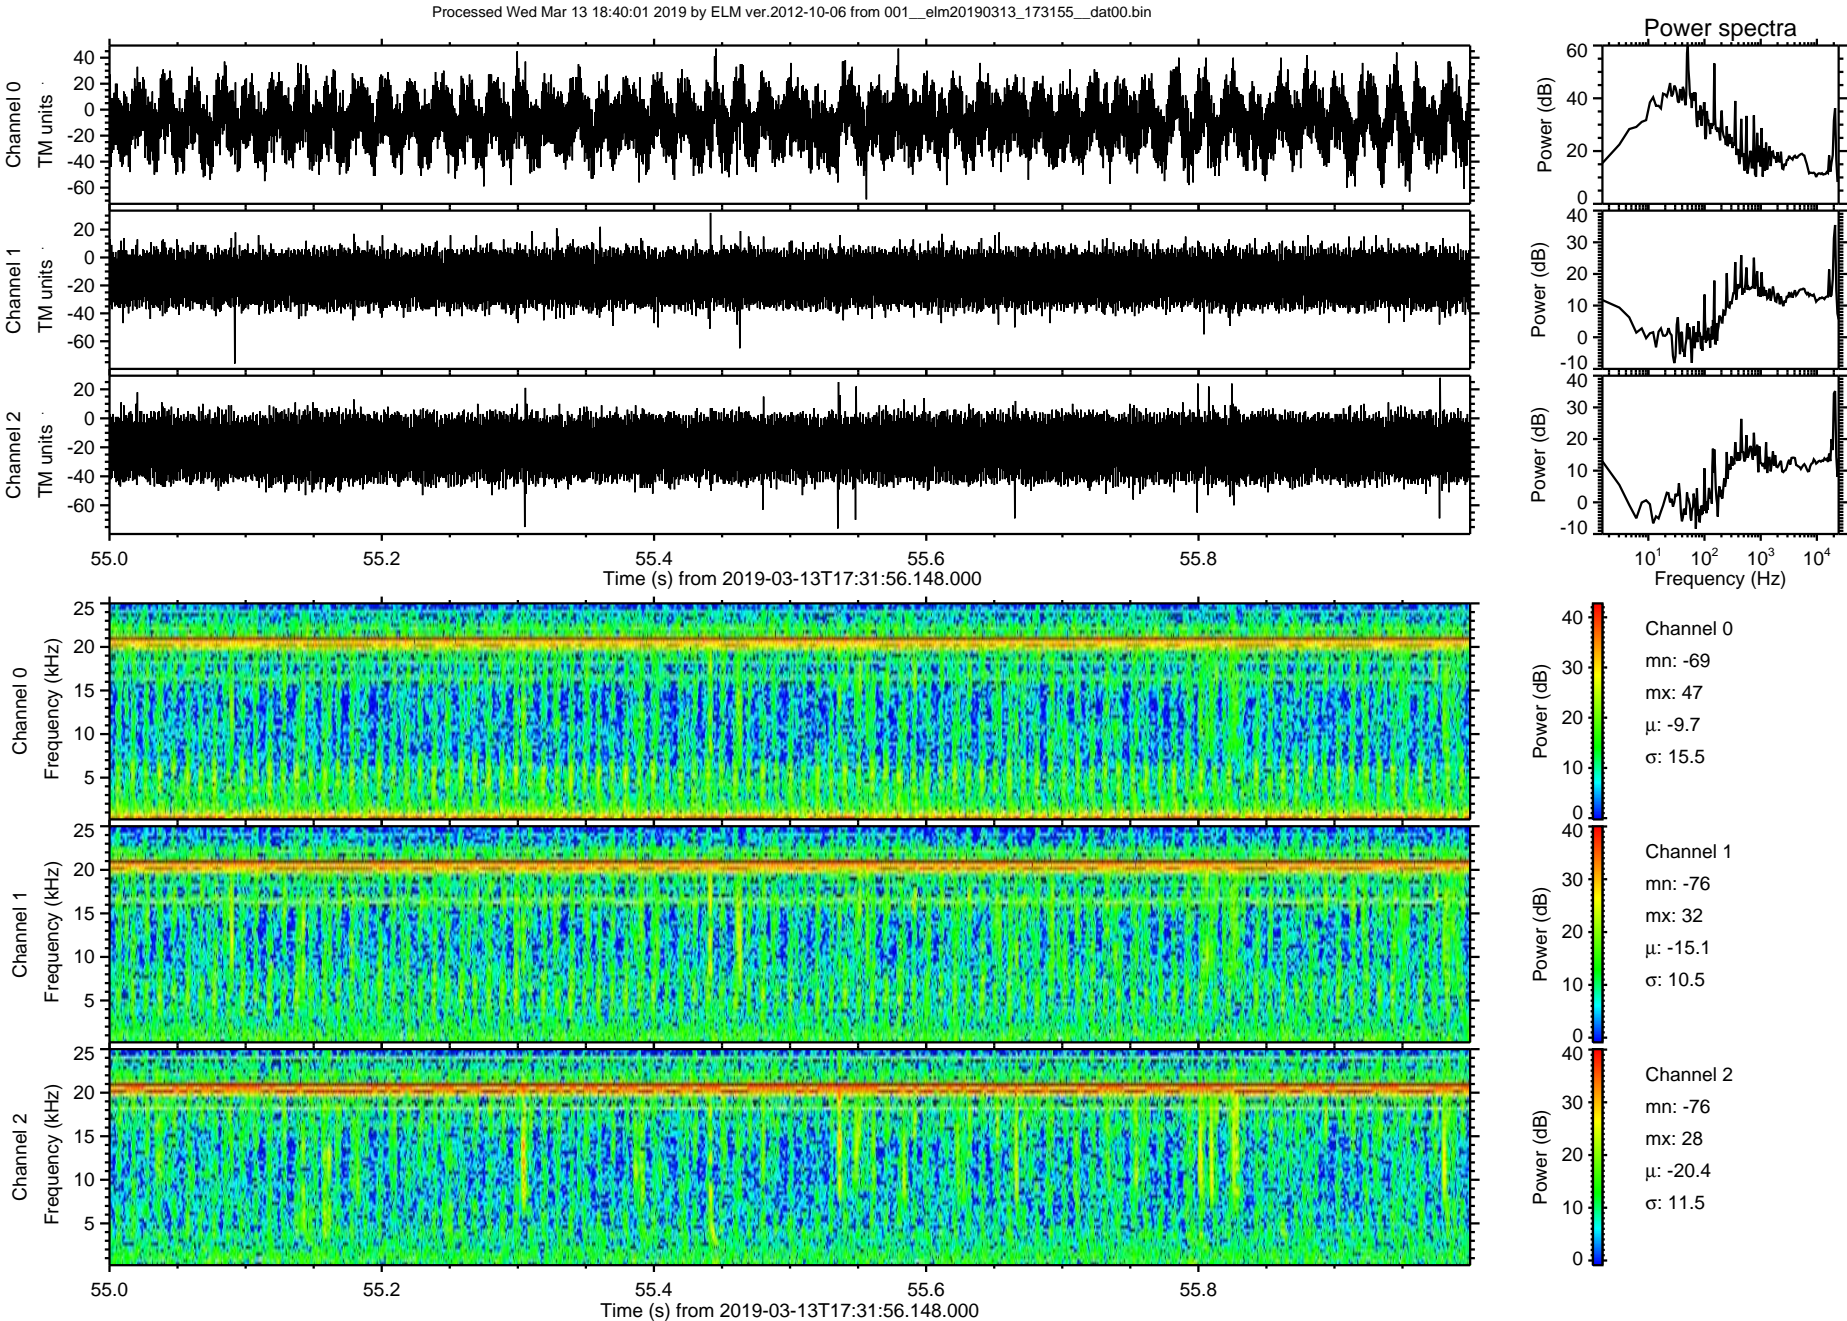 Processed Wed Mar 13 18:40:01 2019 by ELM ver.2012-10-06 from 001__elm20190313_173155__dat00.bin
Power spectra
Channel 0
TM units
40
20
0
-20
-40
-60
Power (dB)
60
40
20
0
Channel 1
TM units
20
0
-20
-40
-60
Power (dB)
40
30
20
10
0
-10
Channel 2
TM units
20
0
-20
-40
-60
Power (dB)
40
30
20
10
0
-10
55.0 55.2 55.4 55.6 55.8
Time (s) from 2019-03-13T17:31:56.148.000
10¹ 10² 10³ 10⁴
Frequency (Hz)
Channel 0
Frequency (kHz)
25
20
15
10
5
Power (dB)
40
30
20
10
0
Channel 0
mn: -69
mx: 47
μ: -9.7
σ: 15.5
Channel 1
Frequency (kHz)
25
20
15
10
5
Power (dB)
40
30
20
10
0
Channel 1
mn: -76
mx: 32
μ: -15.1
σ: 10.5
Channel 2
Frequency (kHz)
25
20
15
10
5
Power (dB)
40
30
20
10
0
Channel 2
mn: -76
mx: 28
μ: -20.4
σ: 11.5
55.0 55.2 55.4 55.6 55.8
Time (s) from 2019-03-13T17:31:56.148.000